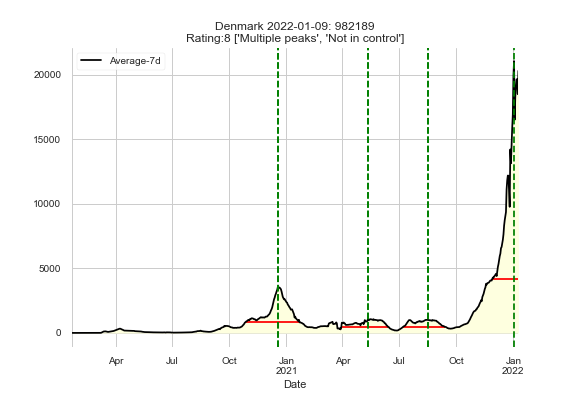 Denmark 2022-01-09: 982189
Rating:8 ['Multiple peaks', 'Not in control']
Average-7d
20000
15000
10000
5000
0
Apr Jul Oct Jan Apr Jul Oct Jan
2021 2022
Date